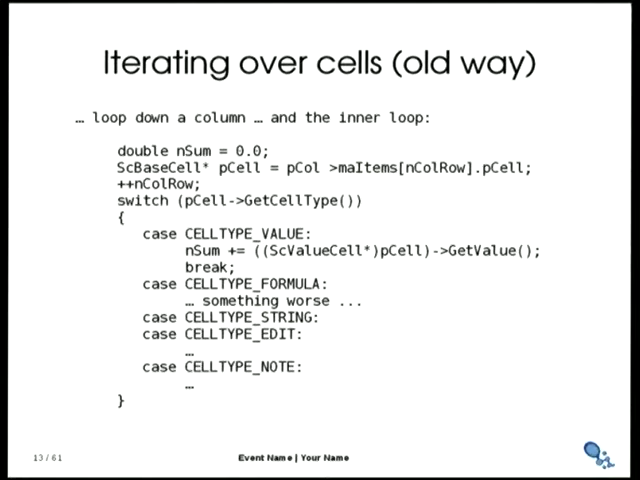 Iterating over cells (old way)
… loop down a column … and the inner loop:
double nSum = 0.0;
ScBaseCell* pCell = pCol >maItems[nColRow].pCell;
++nColRow;
switch (pCell->GetCellType())
{
case CELLTYPE_VALUE:
nSum += ((ScValueCell*)pCell)->GetValue();
break;
case CELLTYPE_FORMULA:
… something worse ...
case CELLTYPE_STRING:
case CELLTYPE_EDIT:
…
case CELLTYPE_NOTE:
…
}
13 / 61
Event Name | Your Name